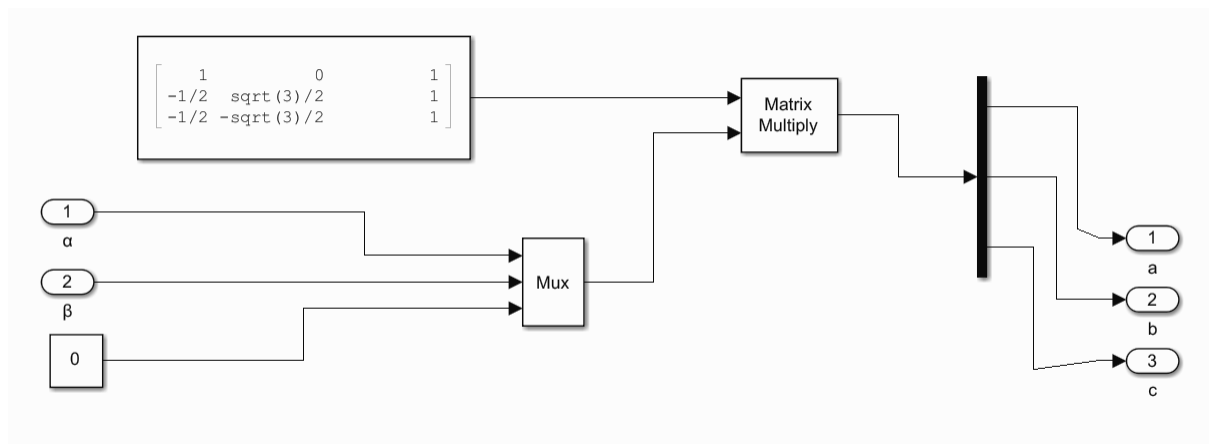 1 0 1
-1/2 sqrt(3)/2 1
-1/2 -sqrt(3)/2 1
Matrix
Multiply
1
α
2
β
0
Mux
1
a
2
b
3
c